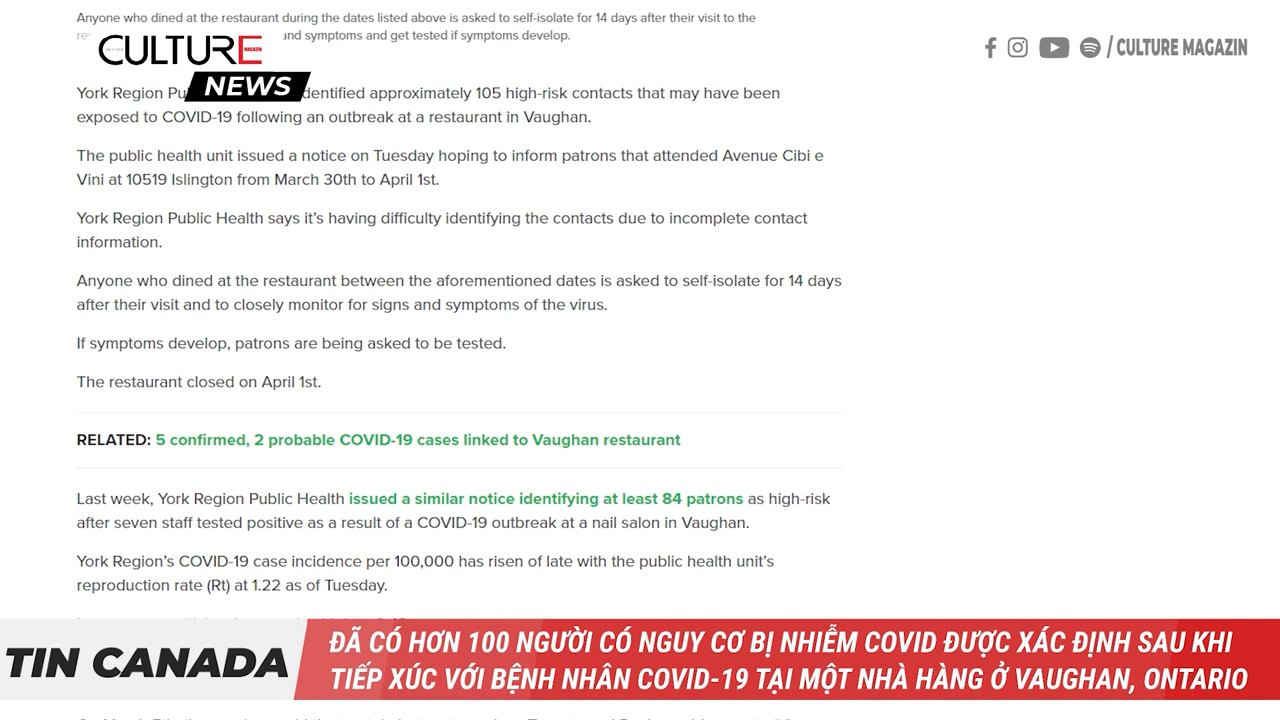 Anyone who dined at the restaurant during the dates listed above is asked to self-isolate for 14 days after their visit to the
and symptoms and get tested if symptoms develop.
CULTURE
MAGAZIN
NEWS
/ CULTURE MAGAZIN
York Region dentified approximately 105 high-risk contacts that may have been
exposed to COVID-19 following an outbreak at a restaurant in Vaughan.
The public health unit issued a notice on Tuesday hoping to inform patrons that attended Avenue Cibi e
Vini at 10519 Islington from March 30th to April 1st.
York Region Public Health says it's having difficulty identifying the contacts due to incomplete contact
information.
Anyone who dined at the restaurant between the aforementioned dates is asked to self-isolate for 14 days
after their visit and to closely monitor for signs and symptoms of the virus.
If symptoms develop, patrons are being asked to be tested.
The restaurant closed on April 1st.
RELATED: 5 confirmed, 2 probable COVID-19 cases linked to Vaughan restaurant
Last week, York Region Public Health issued a similar notice identifying at least 84 patrons as high-risk
after seven staff tested positive as a result of a COVID-19 outbreak at a nail salon in Vaughan.
York Region's COVID-19 case incidence per 100,000 has risen of late with the public health unit's
reproduction rate (Rt) at 1.22 as of Tuesday.
TIN CANADA
ĐÃ CÓ HƠN 100 NGƯỜI CÓ NGUY CƠ BỊ NHIỄM COVID ĐƯỢC XÁC ĐỊNH SAU KHI
TIẾP XÚC VỚI BỆNH NHÂN COVID-19 TẠI MỘT NHÀ HÀNG Ở VAUGHAN, ONTARIO